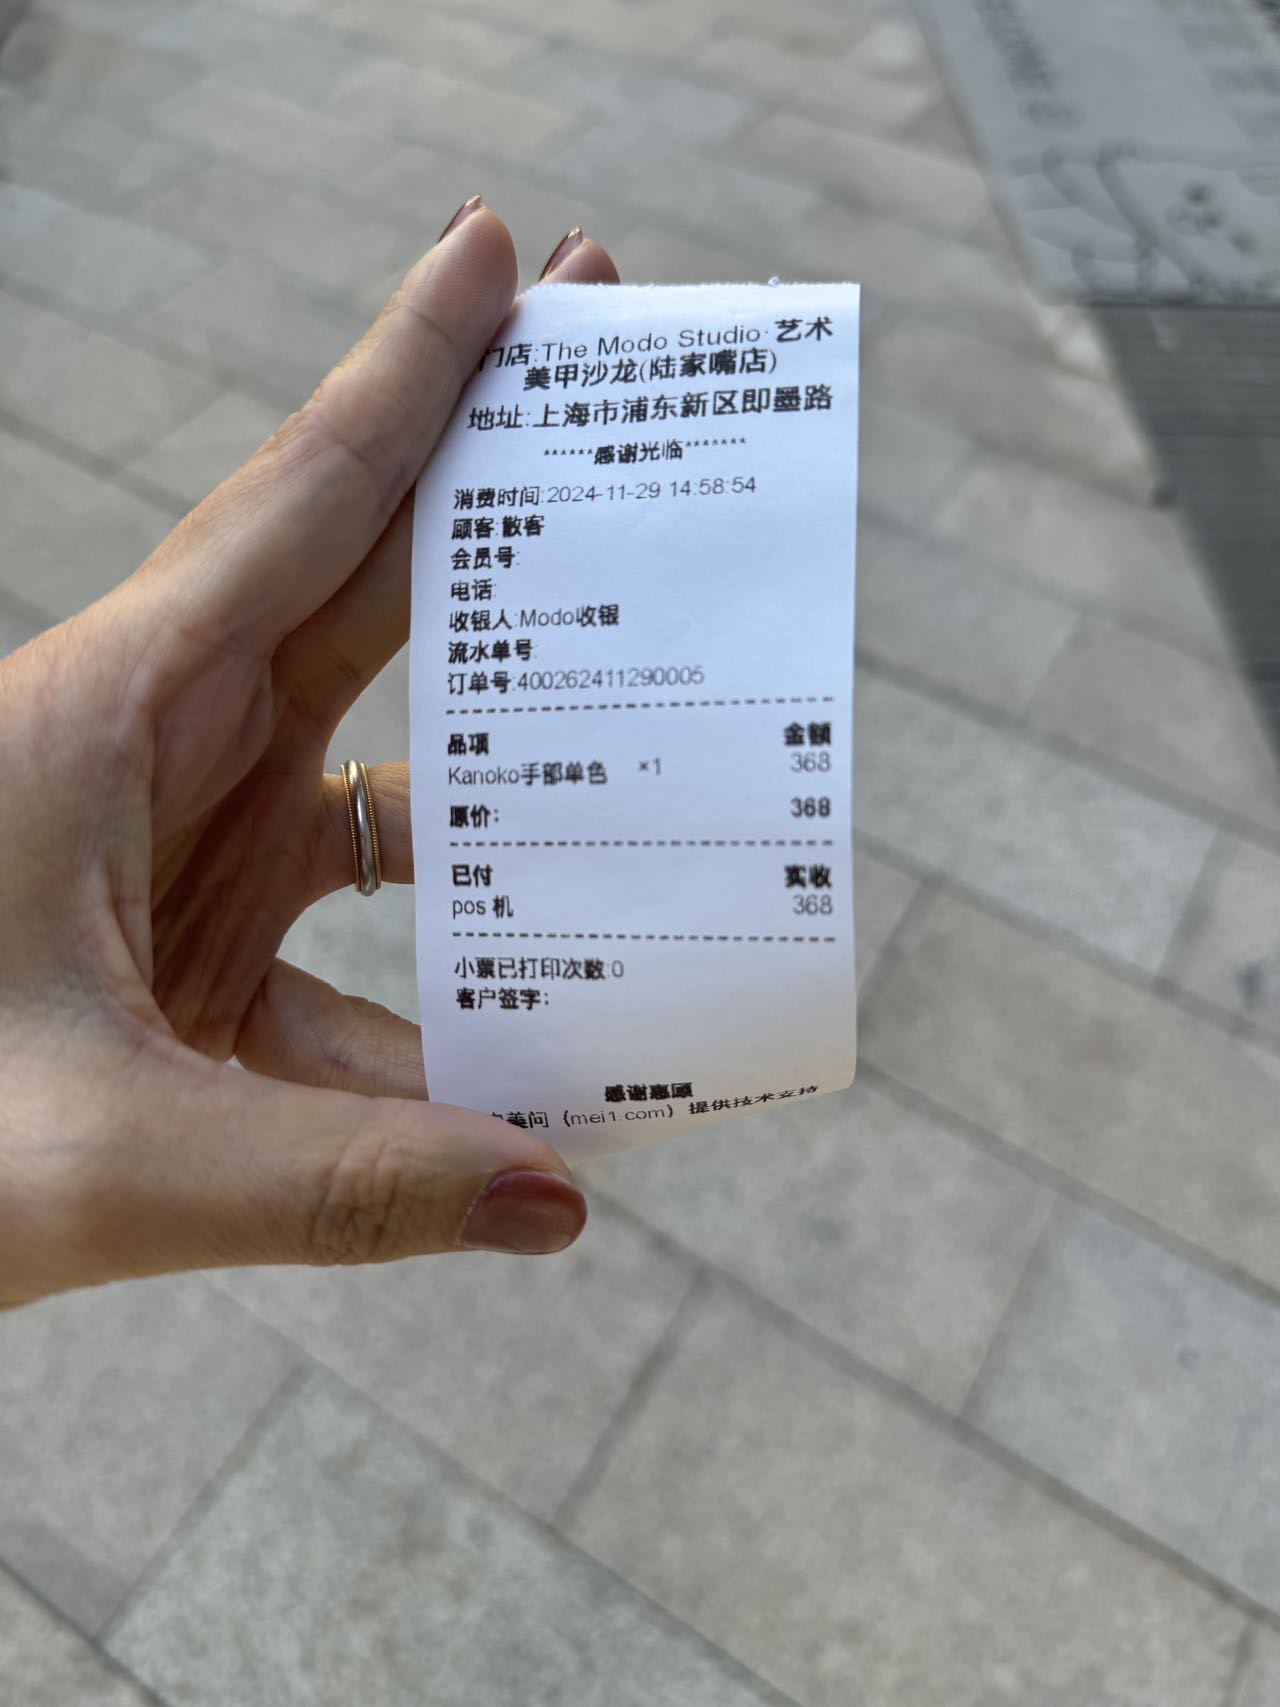 门店:The Modo Studio·艺术
美甲沙龙(陆家嘴店)
地址:上海市浦东新区即墨路
******感谢光临*******
消费时间:2024-11-29 14:58:54
顾客:散客
会员号:
电话:
收银人:Modo收银
流水单号:
订单号:400262411290005
品项 金额
Kanoko手部单色 ×1 368
原价: 368
已付 实收
pos 机 368
小票已打印次数:0
客户签字:
感谢惠顾
美问（mei1.com）提供技术支持